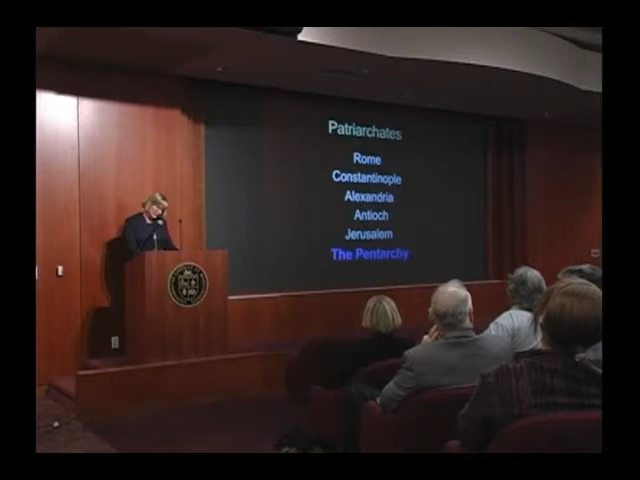 Patriarchates
Rome
Constantinople
Alexandria
Antioch
Jerusalem
The Pentarchy